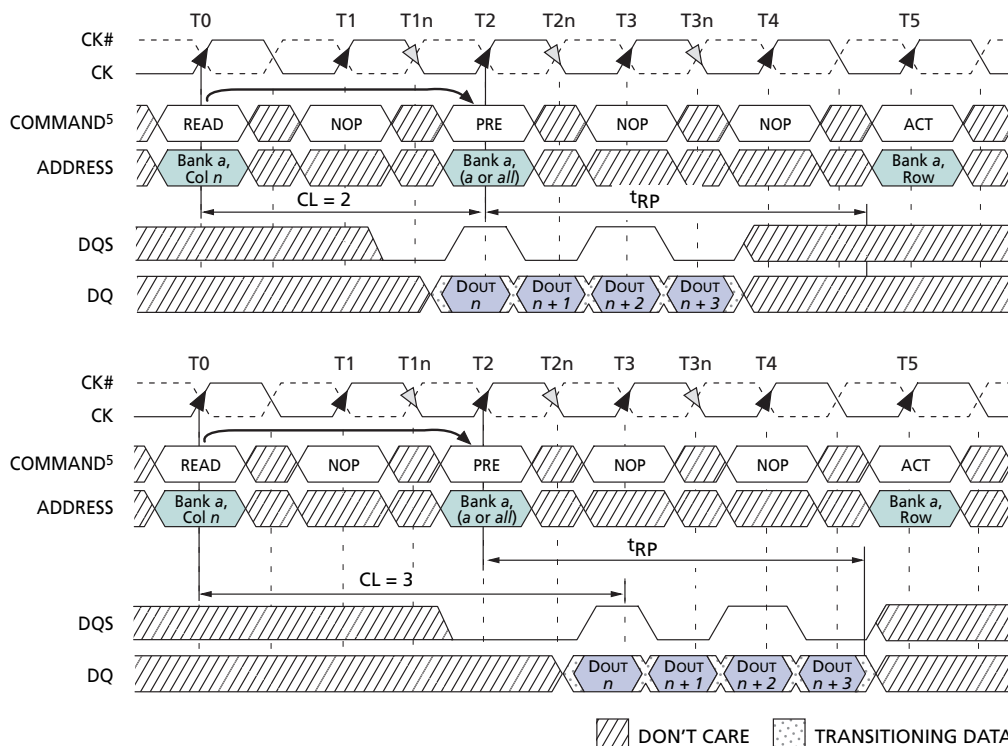 T0 T1 T1n T2 T2n T3 T3n T4 T5
CK#
CK
COMMAND⁵ READ NOP PRE NOP NOP ACT
ADDRESS Bank a, Col n Bank a, (a or all) Bank a, Row
CL = 2 tRP
DQS
DQ DOUT n DOUT n + 1 DOUT n + 2 DOUT n + 3
T0 T1 T1n T2 T2n T3 T3n T4 T5
CK#
CK
COMMAND⁵ READ NOP PRE NOP NOP ACT
ADDRESS Bank a, Col n Bank a, (a or all) Bank a, Row
tRP
CL = 3
DQS
DQ DOUT n DOUT n + 1 DOUT n + 2 DOUT n + 3
DON'T CARE TRANSITIONING DATA